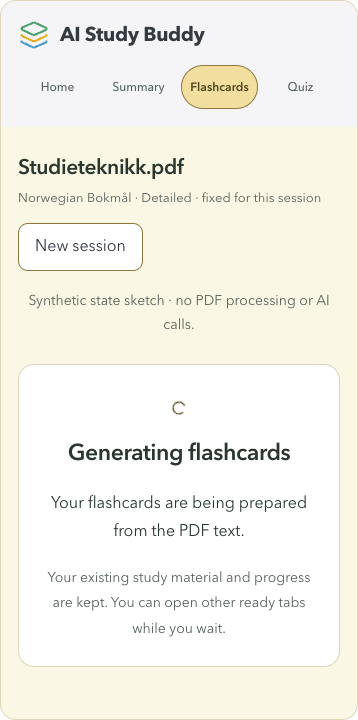 AI Study Buddy
Home Summary Flashcards Quiz
Studieteknikk.pdf
Norwegian Bokmål · Detailed · fixed for this session
New session
Synthetic state sketch · no PDF processing or AI
calls.
Generating flashcards
Your flashcards are being prepared
from the PDF text.
Your existing study material and progress
are kept. You can open other ready tabs
while you wait.